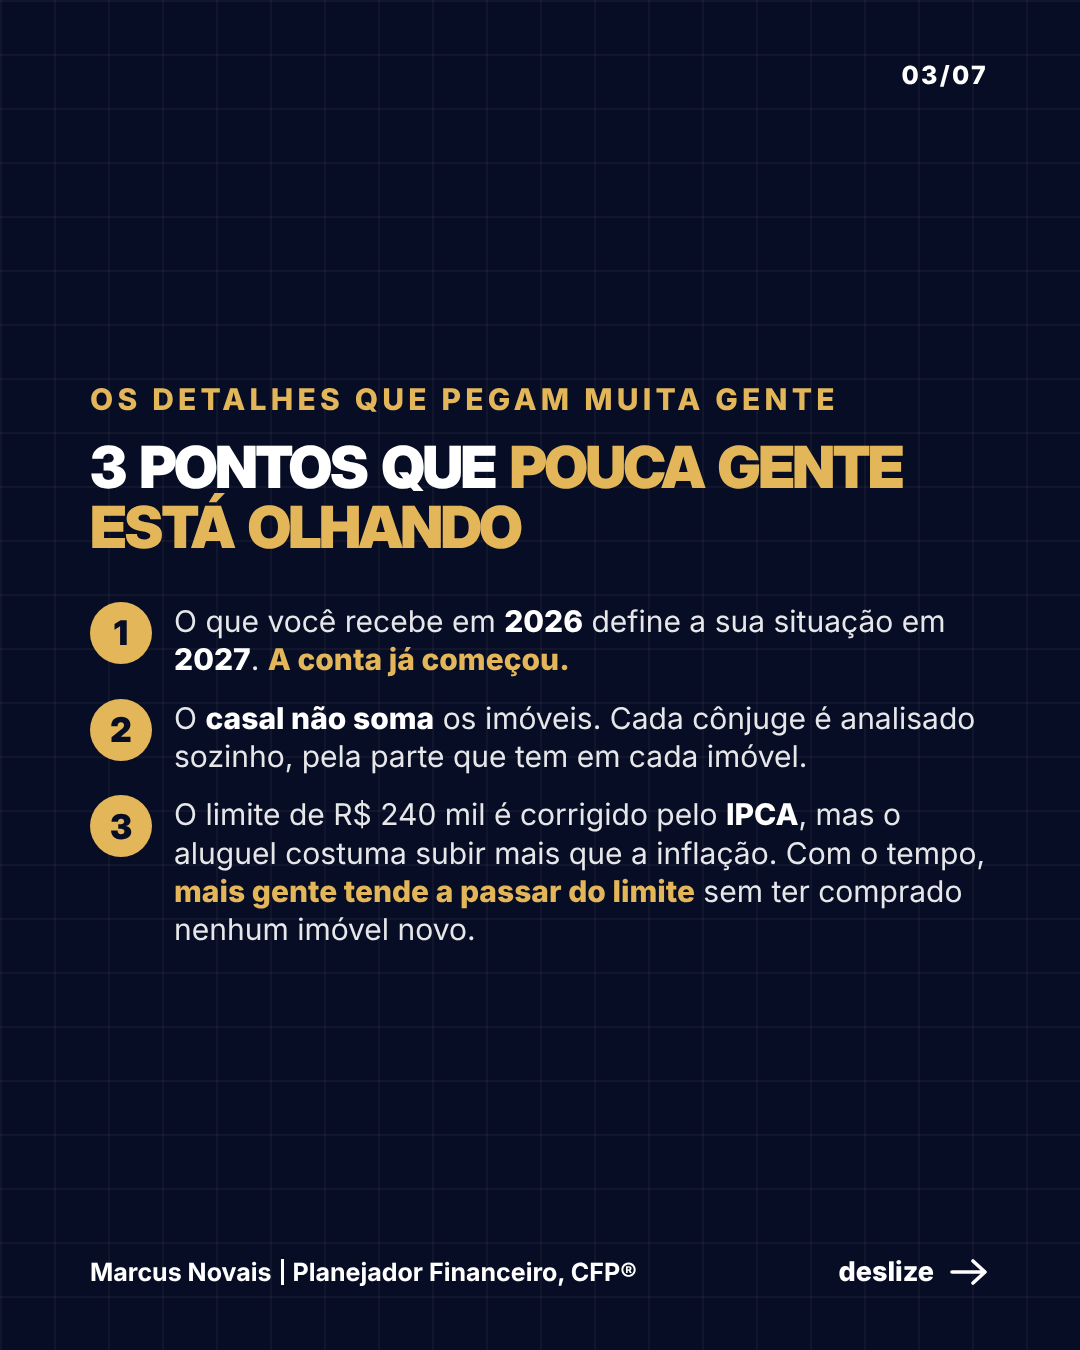 03/07
OS DETALHES QUE PEGAM MUITA GENTE
3 PONTOS QUE POUCA GENTE
ESTÁ OLHANDO
1 O que você recebe em 2026 define a sua situação em
2027. A conta já começou.
2 O casal não soma os imóveis. Cada cônjuge é analisado
sozinho, pela parte que tem em cada imóvel.
3 O limite de R$ 240 mil é corrigido pelo IPCA, mas o
aluguel costuma subir mais que a inflação. Com o tempo,
mais gente tende a passar do limite sem ter comprado
nenhum imóvel novo.
Marcus Novais | Planejador Financeiro, CFP®
deslize →